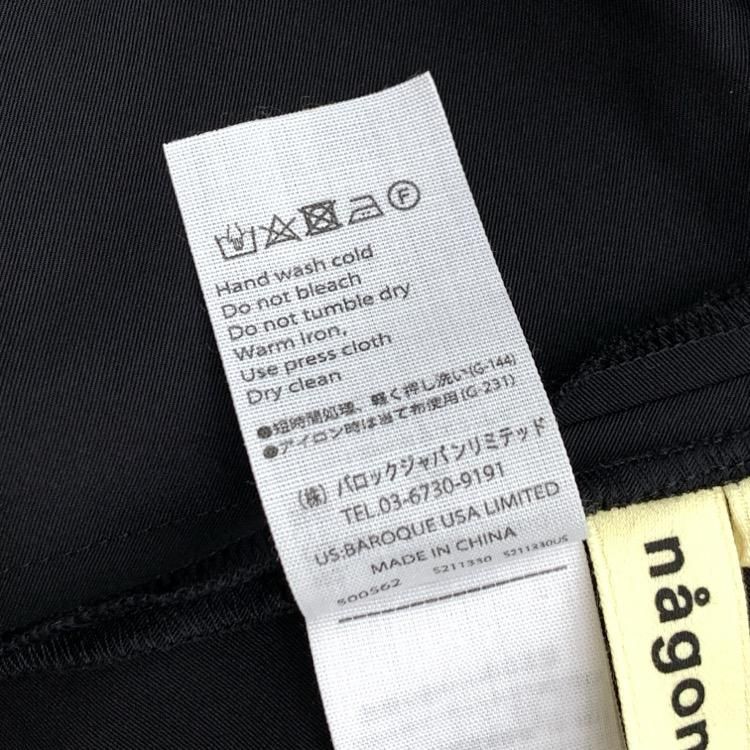 F
Hand wash cold
Do not bleach
Do not tumble dry
Warm iron,
Use press cloth
Dry clean
●短時間処理、軽く押し洗い(G-144)
●アイロン時は当て布使用(G-231)
(株) バロックジャパンリミテッド
TEL.03-6730-9191
US:BAROQUE USA LIMITED
MADE IN CHINA
500562 5211330 5211230US
någon